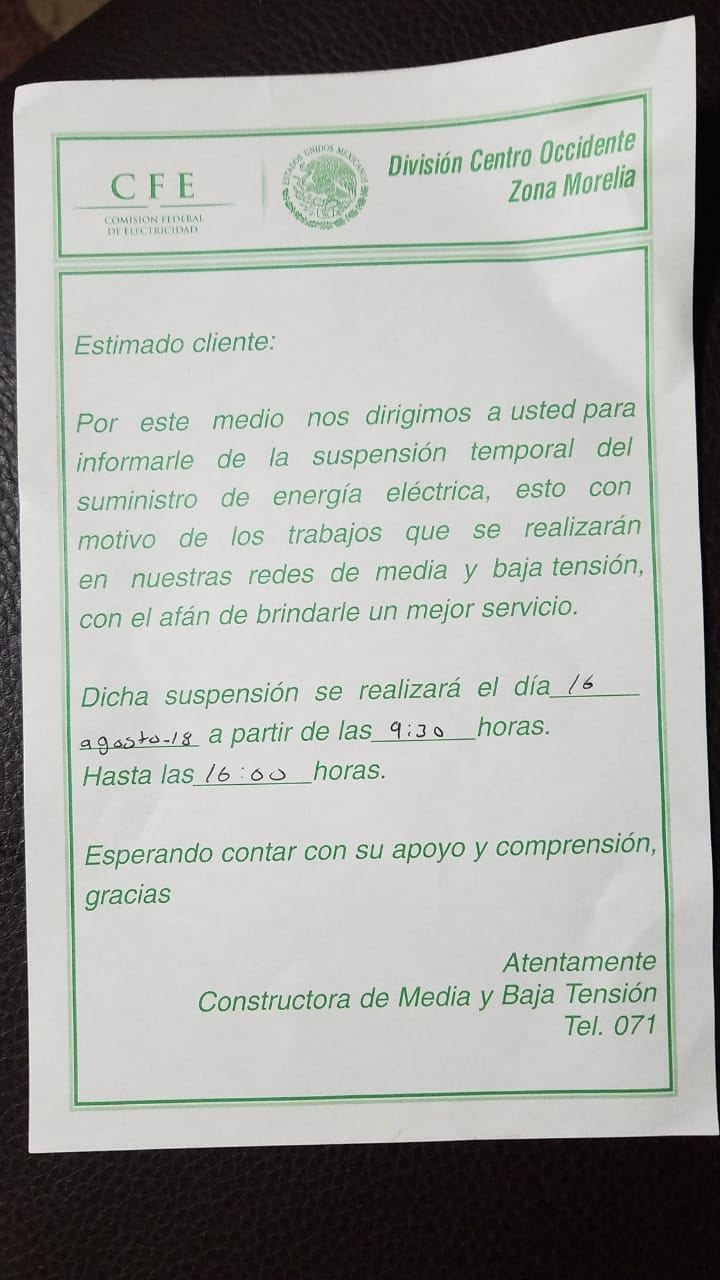 CFE
COMISION FEDERAL
DE ELECTRICIDAD
ESTADOS UNIDOS MEXICANOS
División Centro Occidente
Zona Morelia
Estimado cliente:
Por este medio nos dirigimos a usted para
informarle de la suspensión temporal del
suministro de energía eléctrica, esto con
motivo de los trabajos que se realizarán
en nuestras redes de media y baja tensión,
con el afán de brindarle un mejor servicio.
Dicha suspensión se realizará el día 16
agosto-18 a partir de las 9:30 horas.
Hasta las 16:00 horas.
Esperando contar con su apoyo y comprensión,
gracias
Atentamente
Constructora de Media y Baja Tensión
Tel. 071